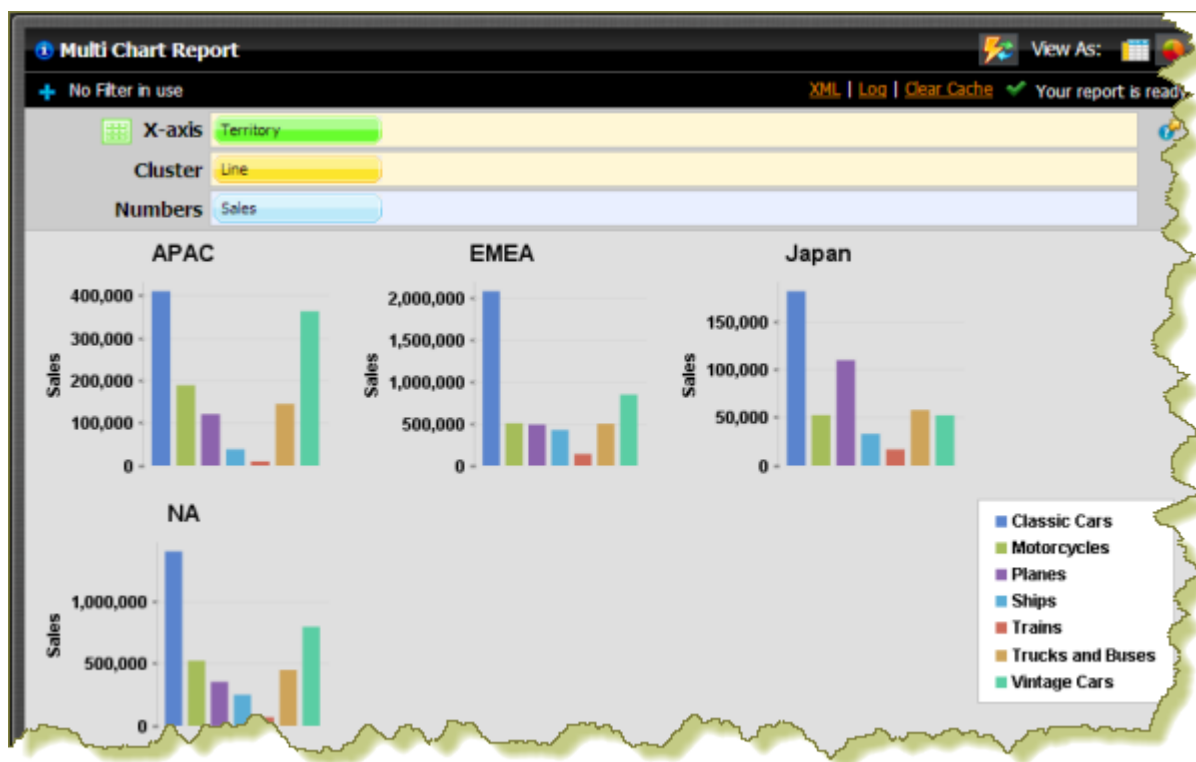 Multi Chart Report View As:
No Filter in use XML | Log | Clear Cache Your report is ready
X-axis Territory
Cluster Line
Numbers Sales
APAC
400,000
300,000
200,000
100,000
0
Sales
EMEA
2,000,000
1,500,000
1,000,000
500,000
0
Sales
Japan
150,000
100,000
50,000
0
Sales
NA
1,000,000
500,000
0
Sales
Classic Cars
Motorcycles
Planes
Ships
Trains
Trucks and Buses
Vintage Cars